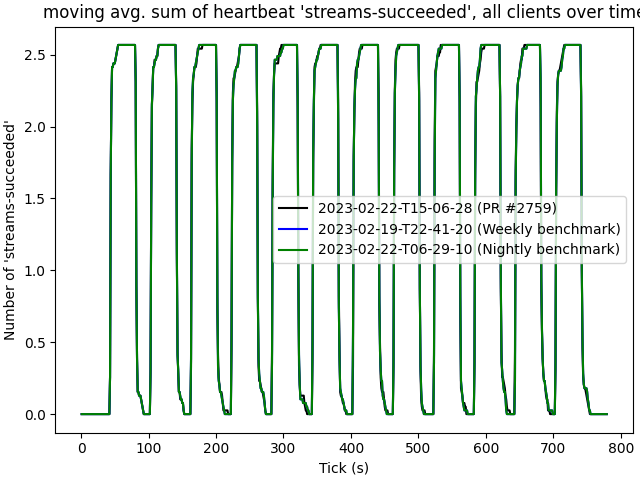 moving avg. sum of heartbeat 'streams-succeeded', all clients over time
2.5
2.0
1.5
1.0
0.5
0.0
Number of 'streams-succeeded'
2023-02-22-T15-06-28 (PR #2759)
2023-02-19-T22-41-20 (Weekly benchmark)
2023-02-22-T06-29-10 (Nightly benchmark)
0 100 200 300 400 500 600 700 800
Tick (s)